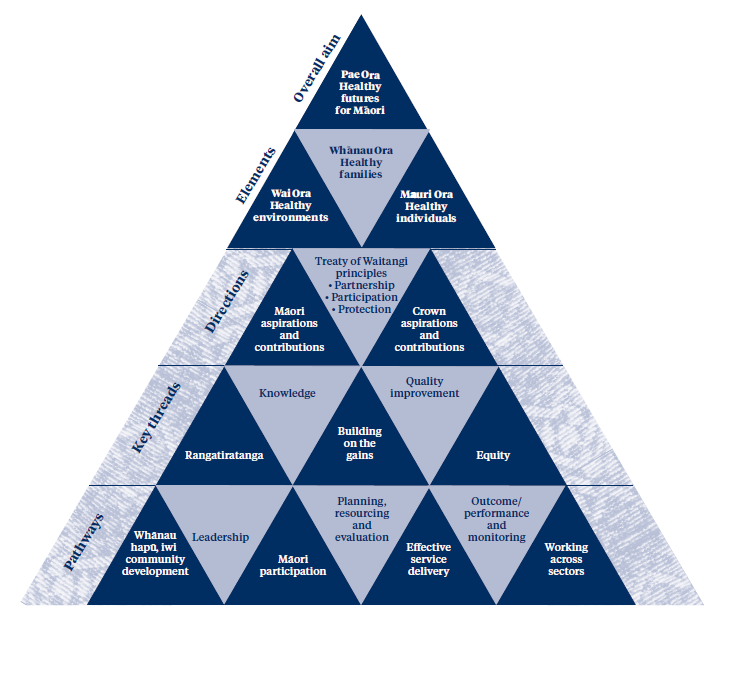 Overall aim
Pae Ora
Healthy
futures
for Māori
Elements
Whānau Ora
Healthy
families
Wai Ora
Healthy
environments
Mauri Ora
Healthy
individuals
Directions
Treaty of Waitangi
principles
• Partnership
• Participation
• Protection
Māori
aspirations
and
contributions
Crown
aspirations
and
contributions
Key threads
Rangatiratanga
Knowledge
Building
on the
gains
Quality
improvement
Equity
Pathways
Whānau
hapū, iwi
community
development
Leadership
Māori
participation
Planning,
resourcing
and
evaluation
Effective
service
delivery
Outcome/
performance
and
monitoring
Working
across
sectors